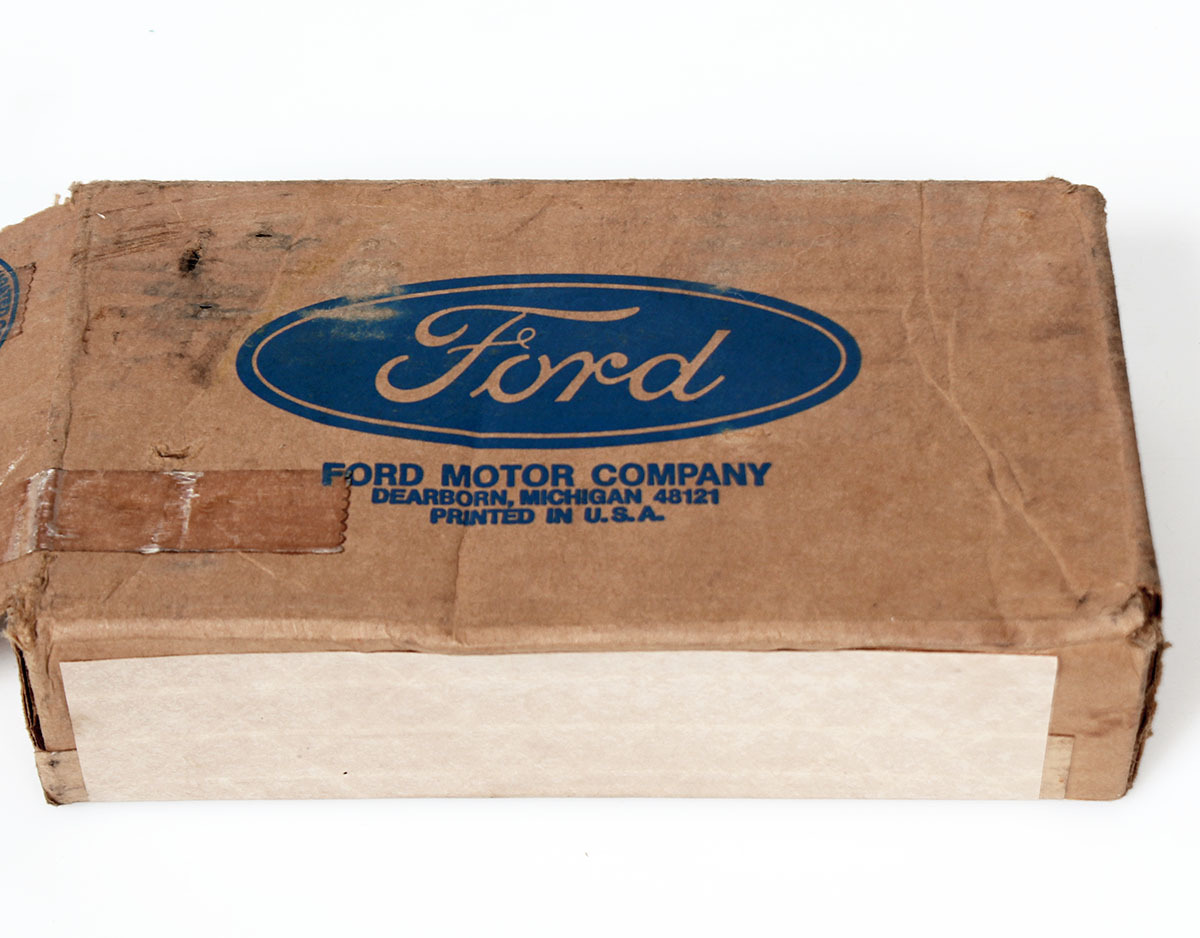 Ford
FORD MOTOR COMPANY
DEARBORN, MICHIGAN 48121
PRINTED IN U.S.A.